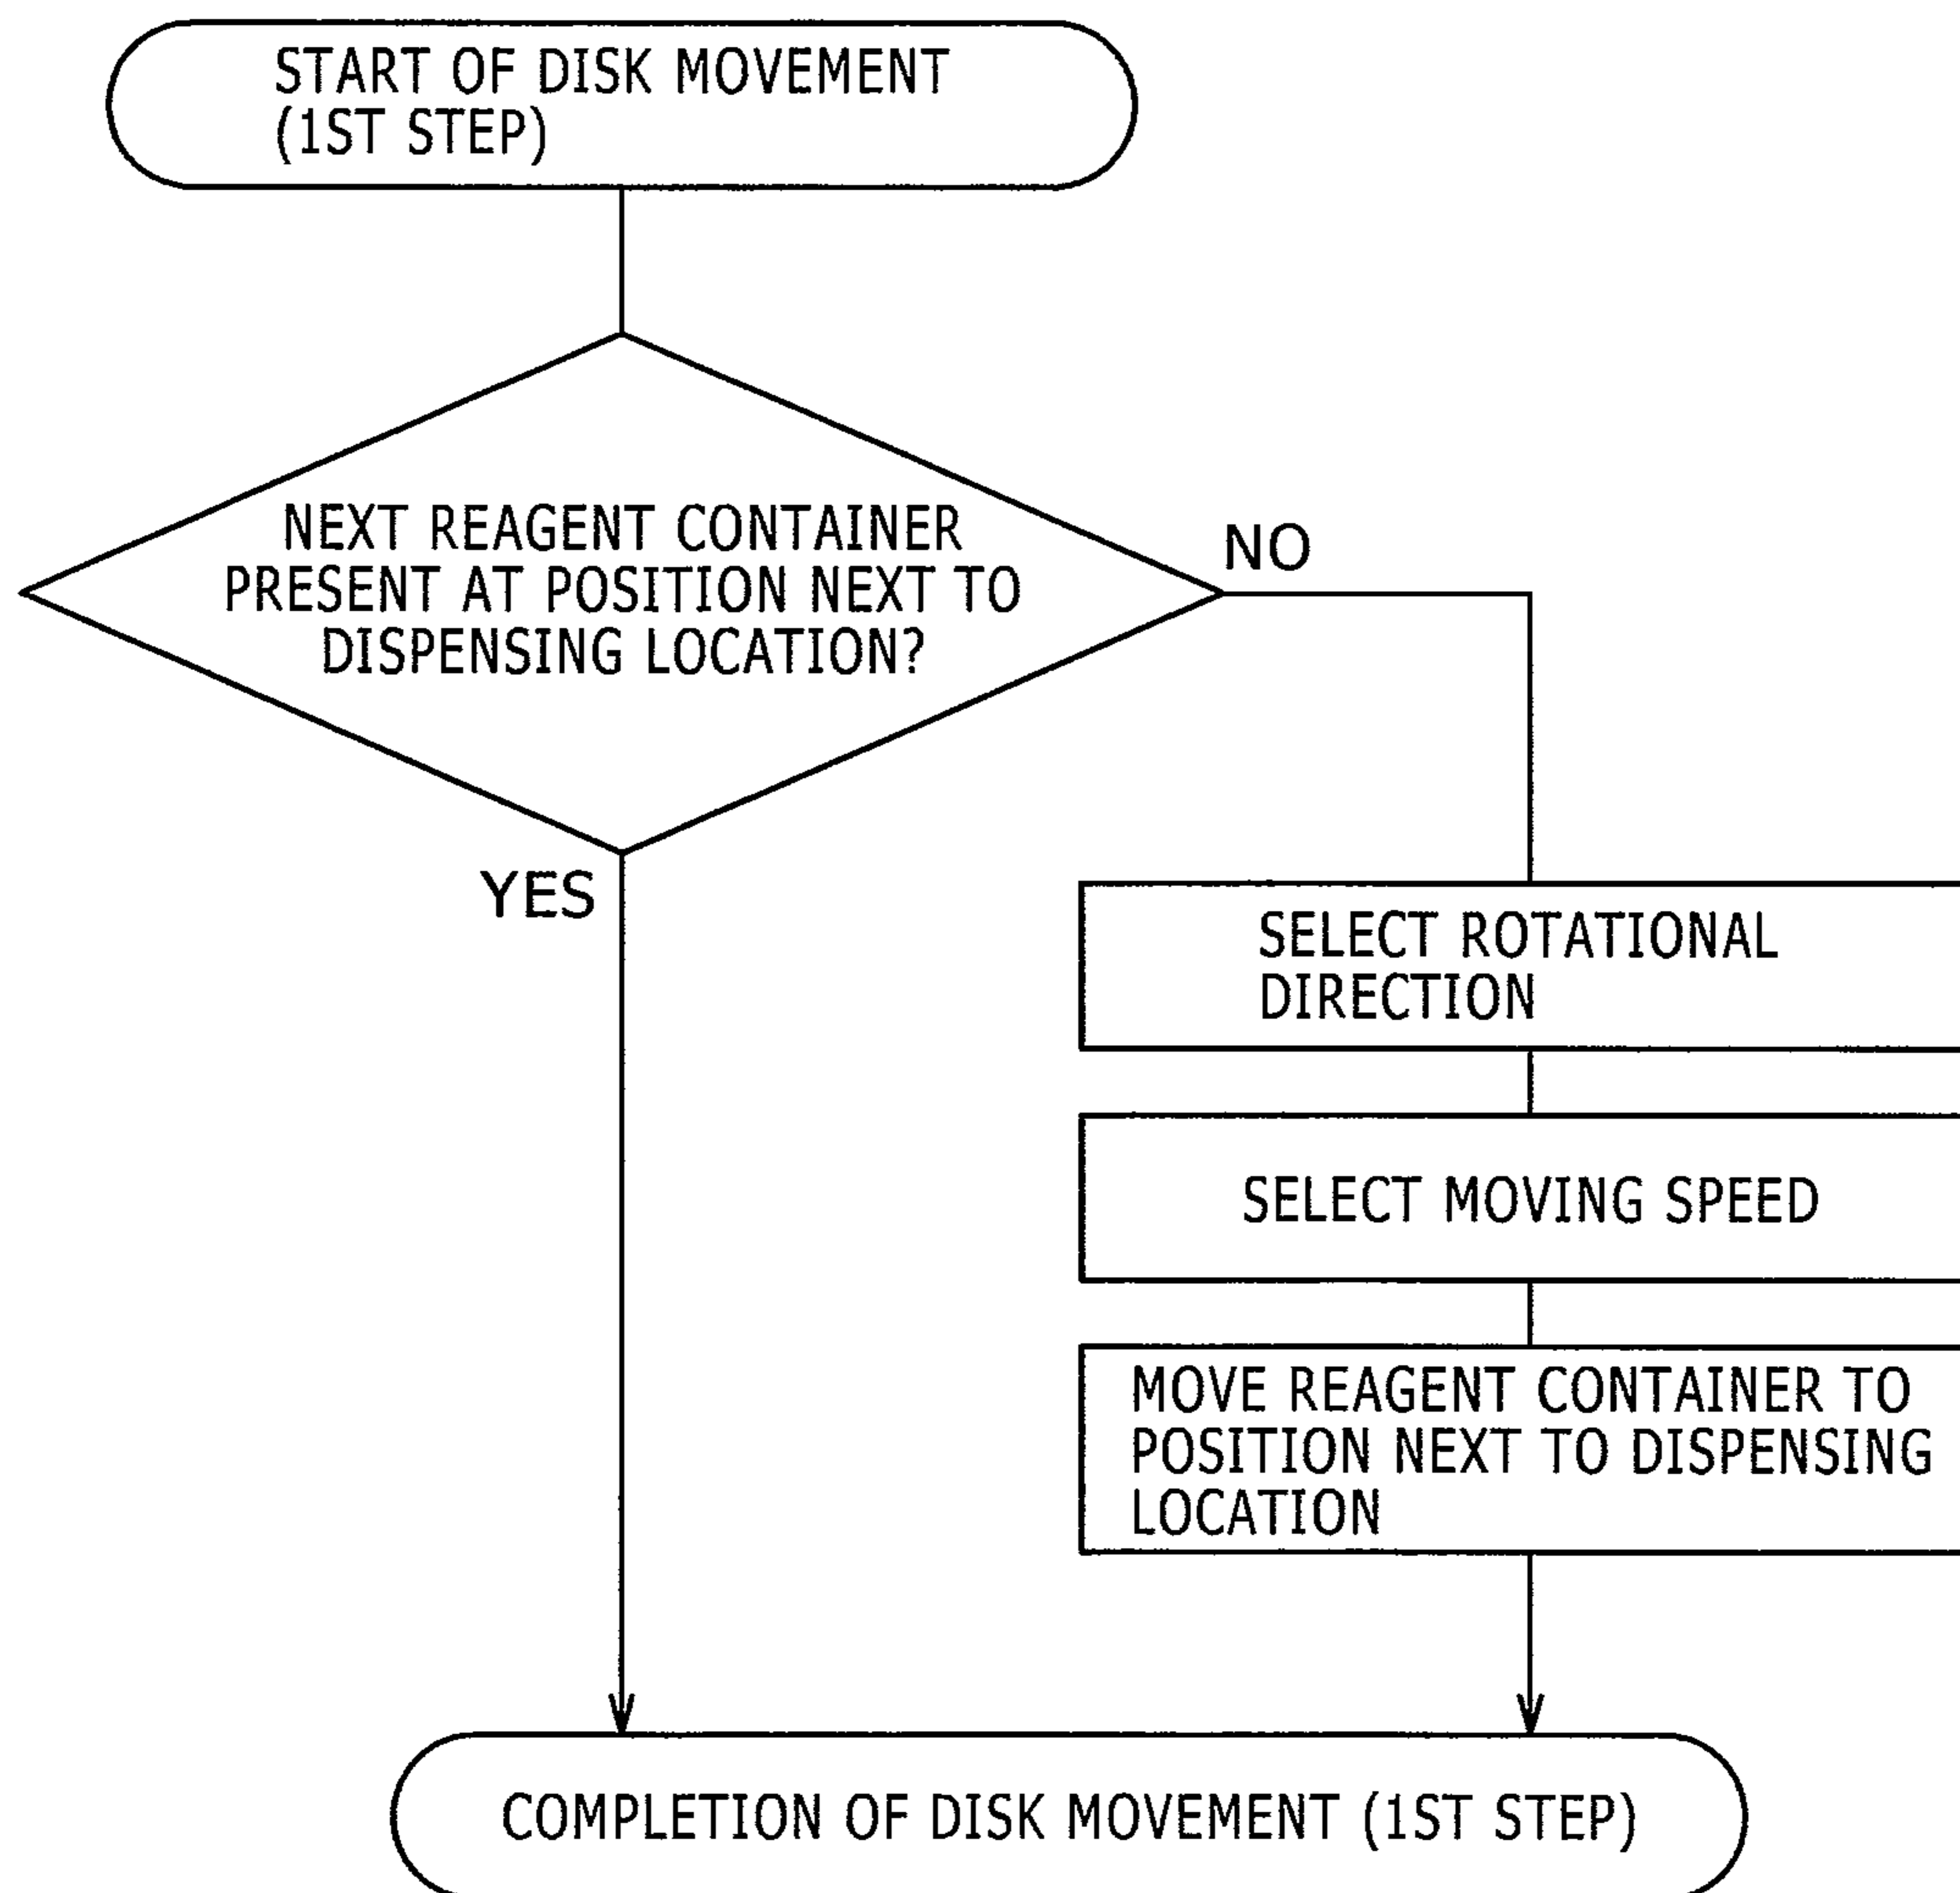 START OF DISK MOVEMENT
(1ST STEP)
NEXT REAGENT CONTAINER
PRESENT AT POSITION NEXT TO
DISPENSING LOCATION?
NO
YES
SELECT ROTATIONAL
DIRECTION
SELECT MOVING SPEED
MOVE REAGENT CONTAINER TO
POSITION NEXT TO DISPENSING
LOCATION
COMPLETION OF DISK MOVEMENT (1ST STEP)